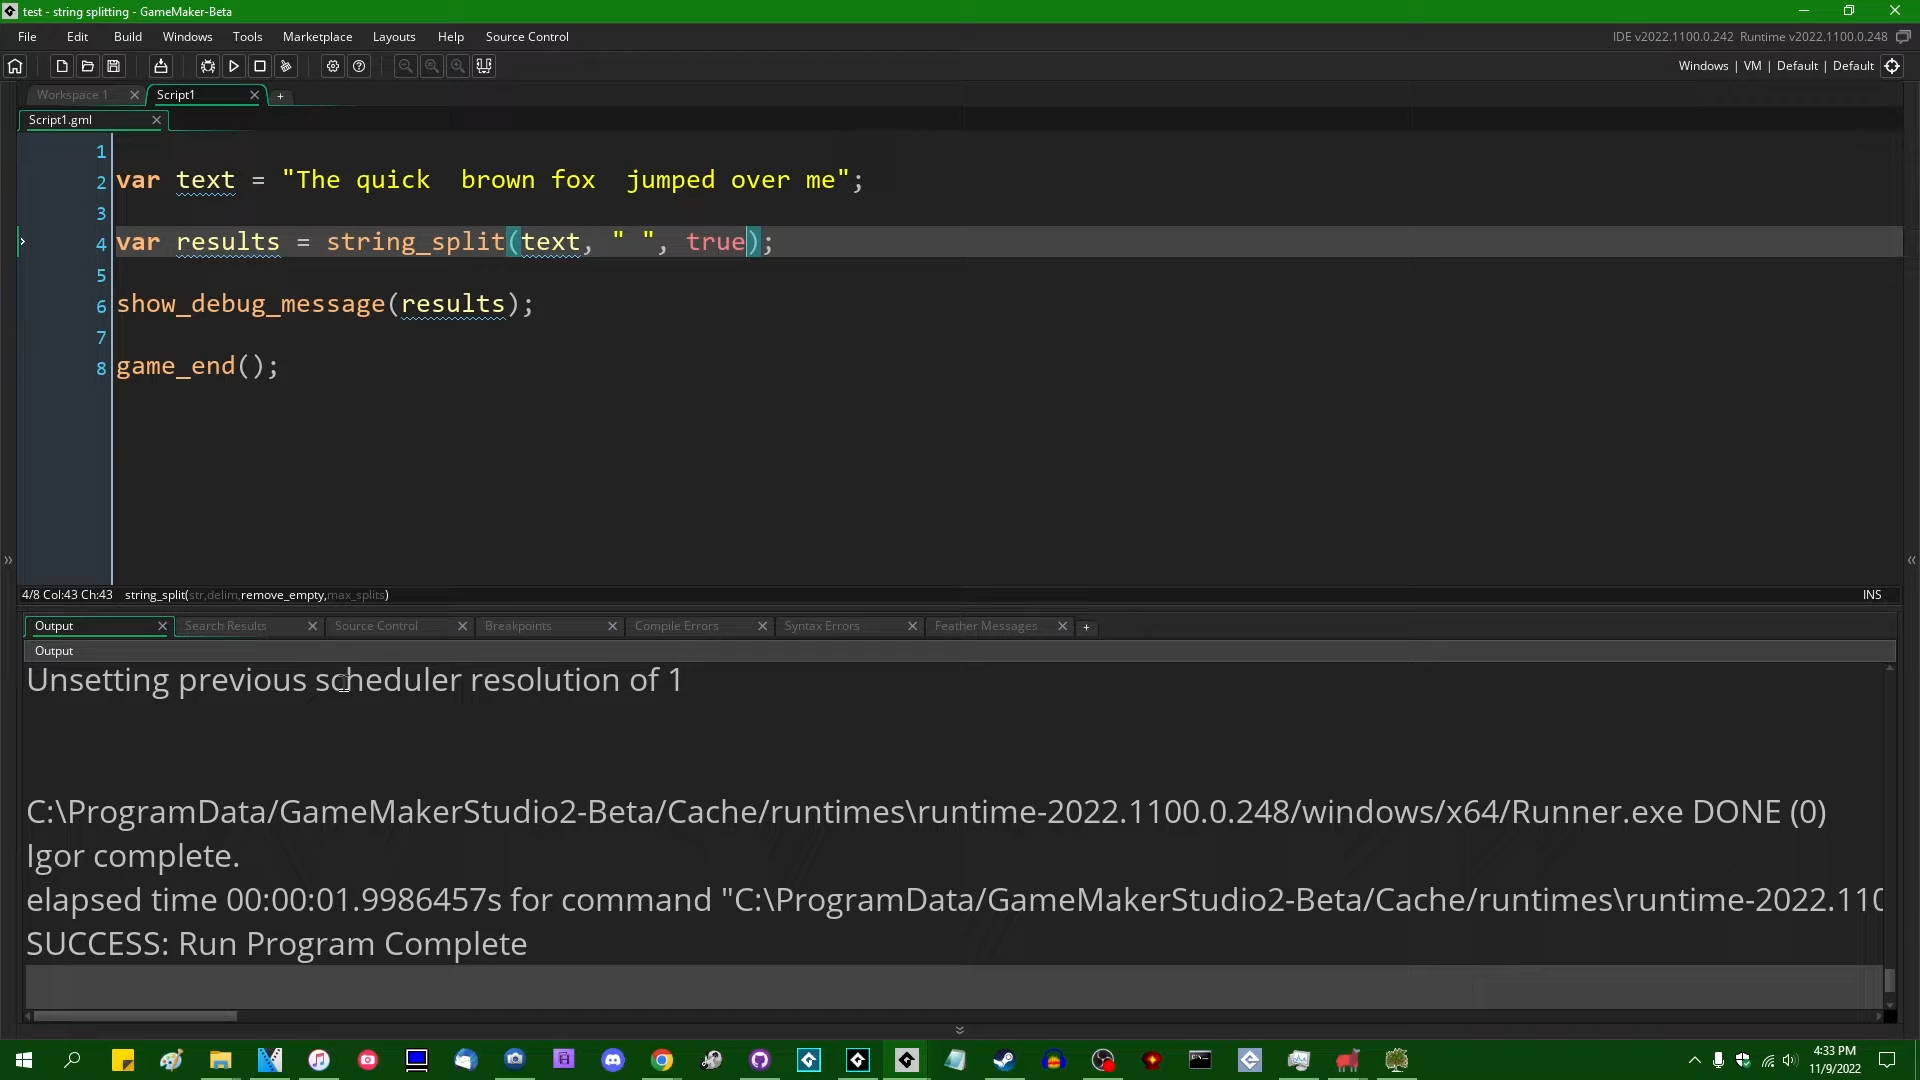 test - string splitting - GameMaker-Beta
File Edit Build Windows Tools Marketplace Layouts Help Source Control
IDE v2022.1100.0.242 Runtime v2022.1100.0.248
Windows | VM | Default | Default
Workspace 1 Script1
Script1.gml
1
2 var text = "The quick  brown fox  jumped over me";
3
4 var results = string_split(text, " ", true);
5
6 show_debug_message(results);
7
8 game_end();
4/8 Col:43 Ch:43 string_split(str,delim,remove_empty,max_splits)
INS
Output Search Results Source Control Breakpoints Compile Errors Syntax Errors Feather Messages
Output
Unsetting previous scheduler resolution of 1
C:\ProgramData/GameMakerStudio2-Beta/Cache/runtimes\runtime-2022.1100.0.248/windows/x64/Runner.exe DONE (0)
Igor complete.
elapsed time 00:00:01.9986457s for command "C:\ProgramData/GameMakerStudio2-Beta/Cache/runtimes\runtime-2022.110
SUCCESS: Run Program Complete
4:33 PM
11/9/2022